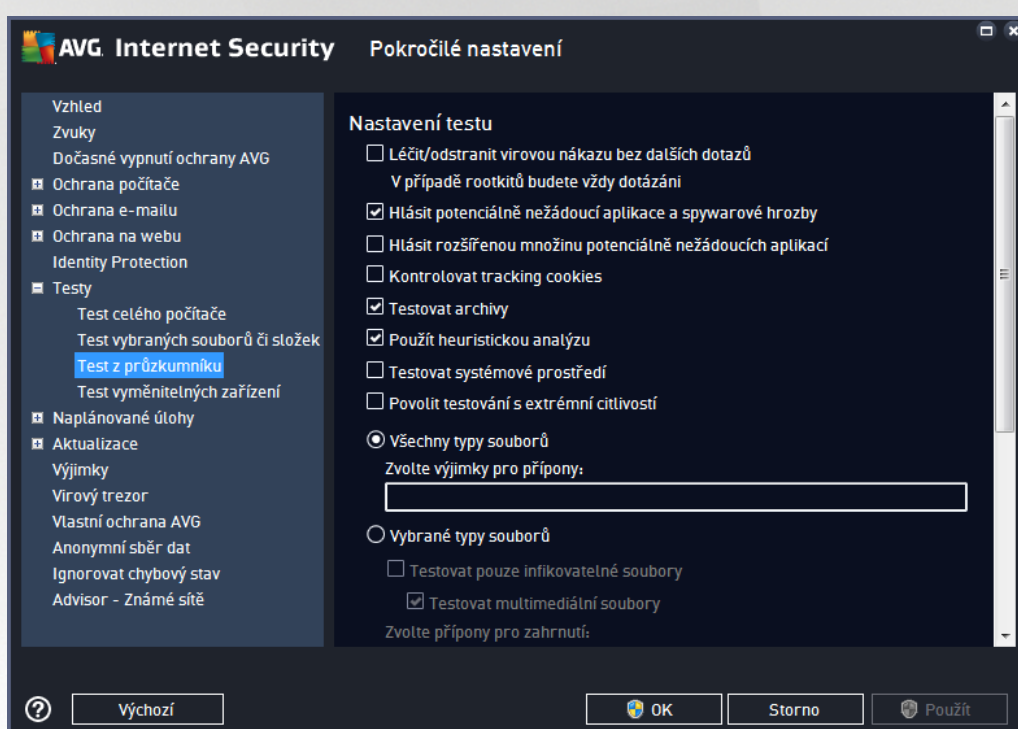 AVG. Internet Security Pokročilé nastavení
Vzhled
Zvuky
Dočasné vypnutí ochrany AVG
Ochrana počítače
Ochrana e-mailu
Ochrana na webu
Identity Protection
Testy
Test celého počítače
Test vybraných souborů či složek
Test z průzkumníku
Test vyměnitelných zařízení
Naplánované úlohy
Aktualizace
Výjimky
Virový trezor
Vlastní ochrana AVG
Anonymní sběr dat
Ignorovat chybový stav
Advisor - Známé sítě
Nastavení testu
Léčit/odstranit virovou nákazu bez dalších dotazů
V případě rootkitů budete vždy dotázáni
Hlásit potenciálně nežádoucí aplikace a spywarové hrozby
Hlásit rozšířenou množinu potenciálně nežádoucích aplikací
Kontrolovat tracking cookies
Testovat archivy
Použít heuristickou analýzu
Testovat systémové prostředí
Povolit testování s extrémní citlivostí
Všechny typy souborů
Zvolte výjimky pro přípony:
Vybrané typy souborů
Testovat pouze infikovatelné soubory
Testovat multimediální soubory
Zvolte přípony pro zahrnutí:
? Výchozí OK Storno Použít